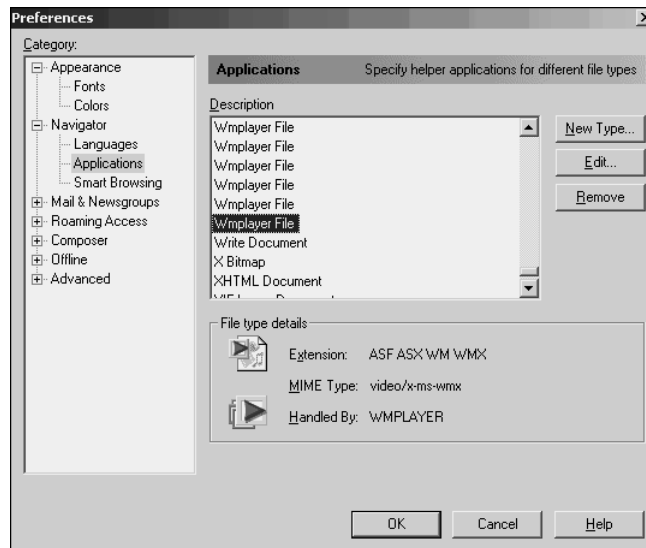 Preferences
Category:
Appearance
Fonts
Colors
Navigator
Languages
Applications
Smart Browsing
Mail & Newsgroups
Roaming Access
Composer
Offline
Advanced
Applications Specify helper applications for different file types
Description
Wmplayer File
Wmplayer File
Wmplayer File
Wmplayer File
Wmplayer File
Wmplayer File
Write Document
X Bitmap
XHTML Document
New Type...
Edit...
Remove
File type details
Extension: ASF ASX WM WMX
MIME Type: video/x-ms-wmx
Handled By: WMPLAYER
OK Cancel Help